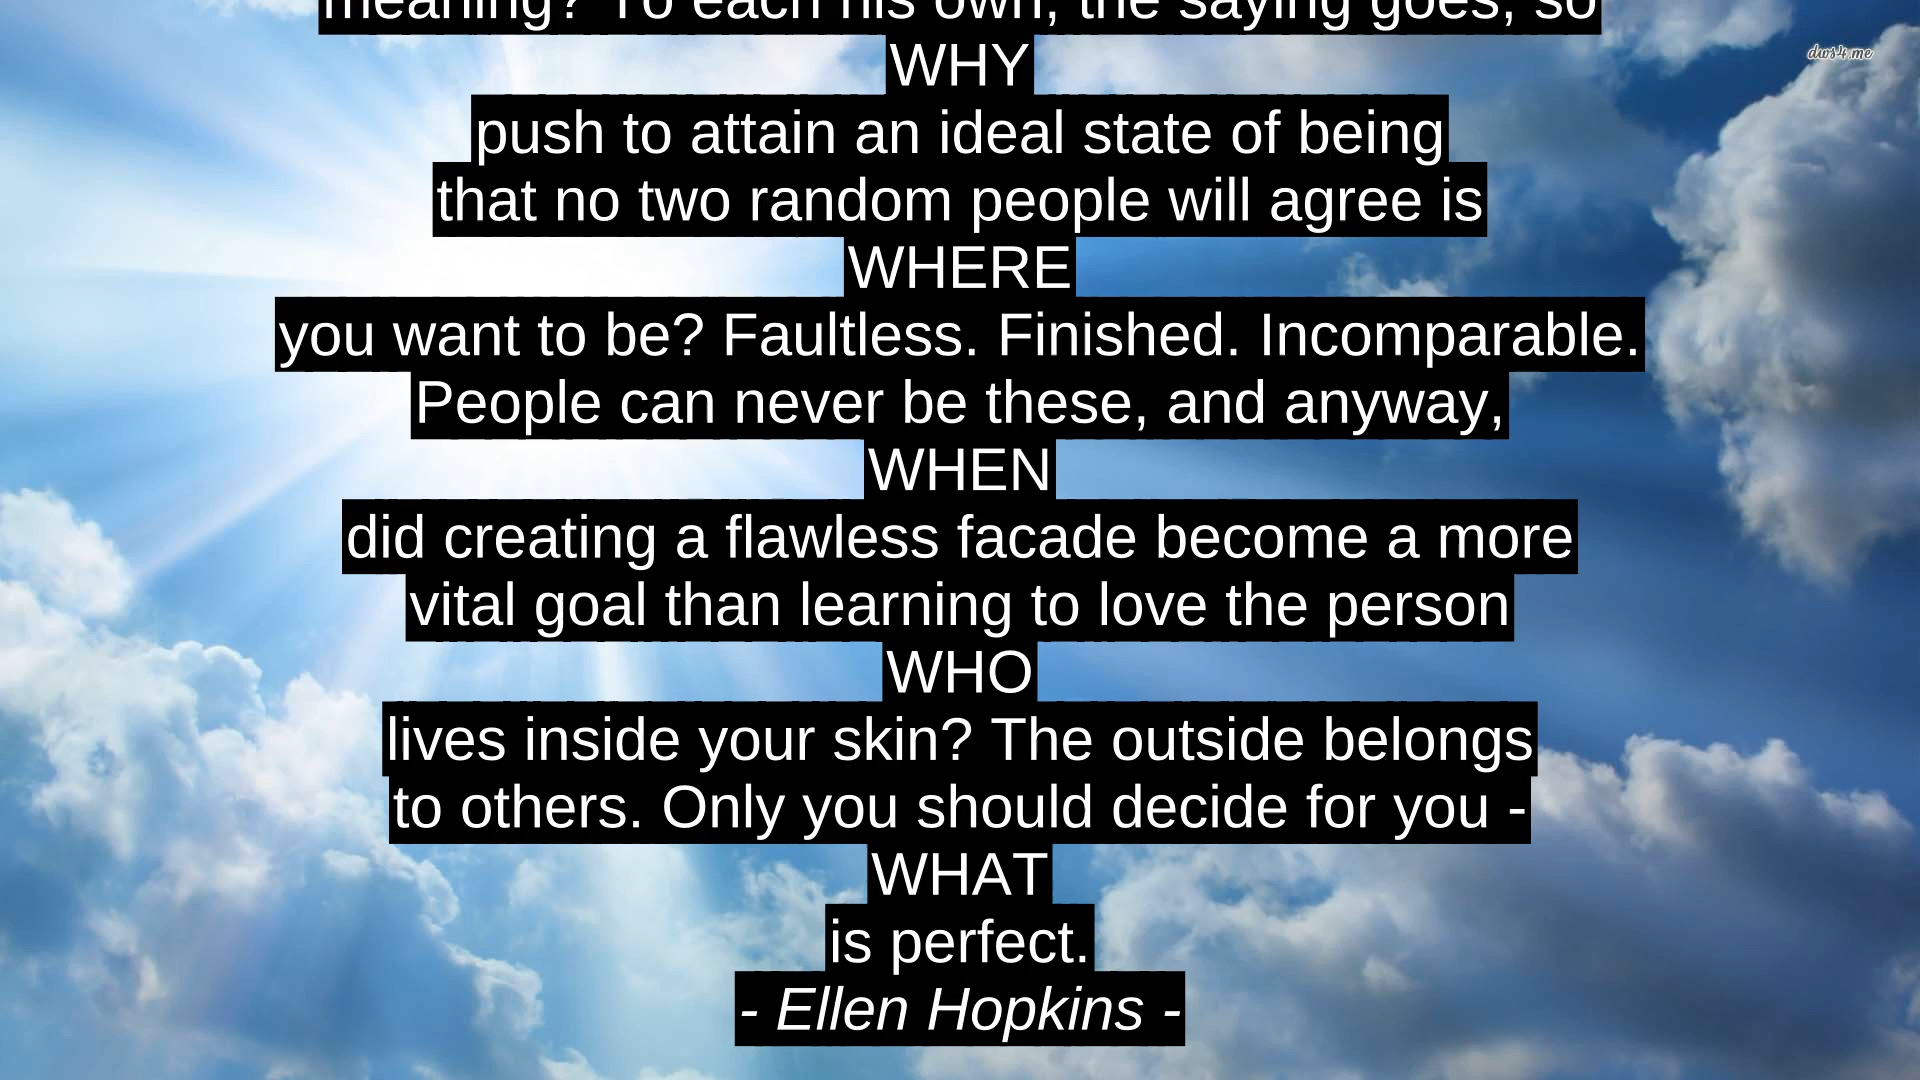 meaning? To each his own, the saying goes, so
WHY
push to attain an ideal state of being
that no two random people will agree is
WHERE
you want to be? Faultless. Finished. Incomparable.
People can never be these, and anyway,
WHEN
did creating a flawless facade become a more
vital goal than learning to love the person
WHO
lives inside your skin? The outside belongs
to others. Only you should decide for you -
WHAT
is perfect.
- Ellen Hopkins -
dws4.me